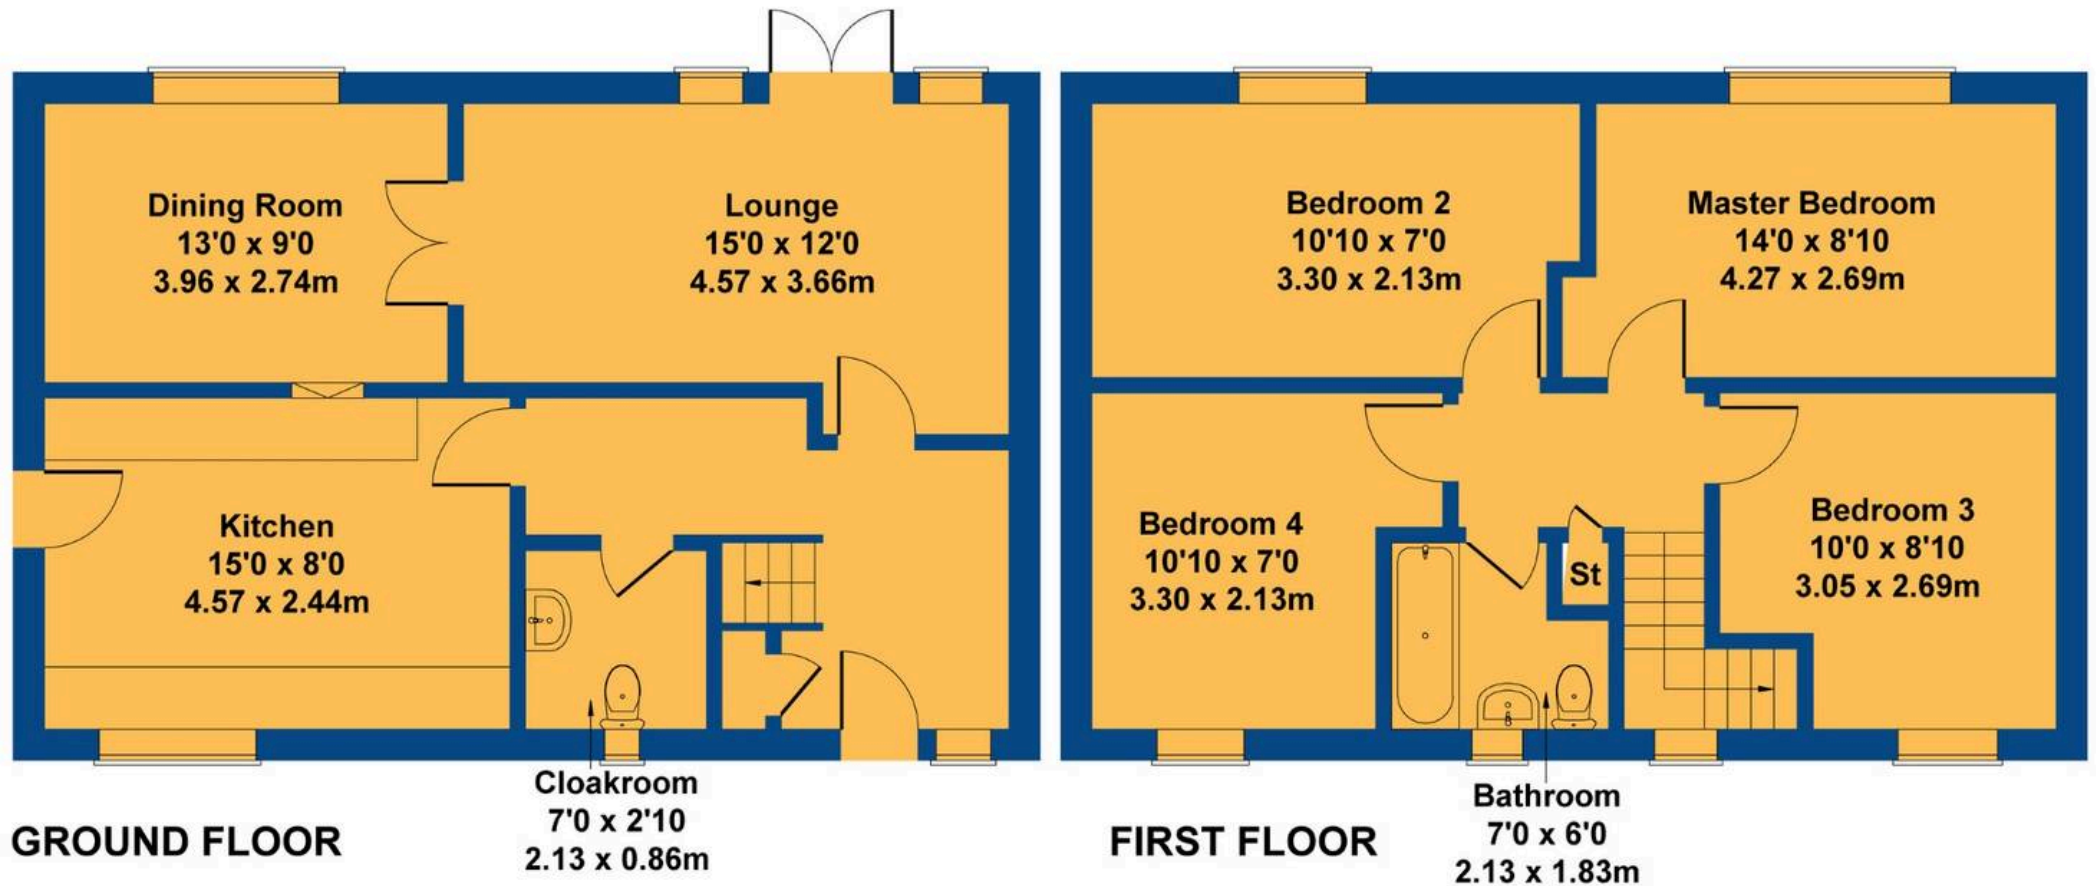 Dining Room
13'0 x 9'0
3.96 x 2.74m
Lounge
15'0 x 12'0
4.57 x 3.66m
Kitchen
15'0 x 8'0
4.57 x 2.44m
Cloakroom
7'0 x 2'10
2.13 x 0.86m
GROUND FLOOR
Bedroom 2
10'10 x 7'0
3.30 x 2.13m
Master Bedroom
14'0 x 8'10
4.27 x 2.69m
Bedroom 4
10'10 x 7'0
3.30 x 2.13m
St
Bedroom 3
10'0 x 8'10
3.05 x 2.69m
Bathroom
7'0 x 6'0
2.13 x 1.83m
FIRST FLOOR